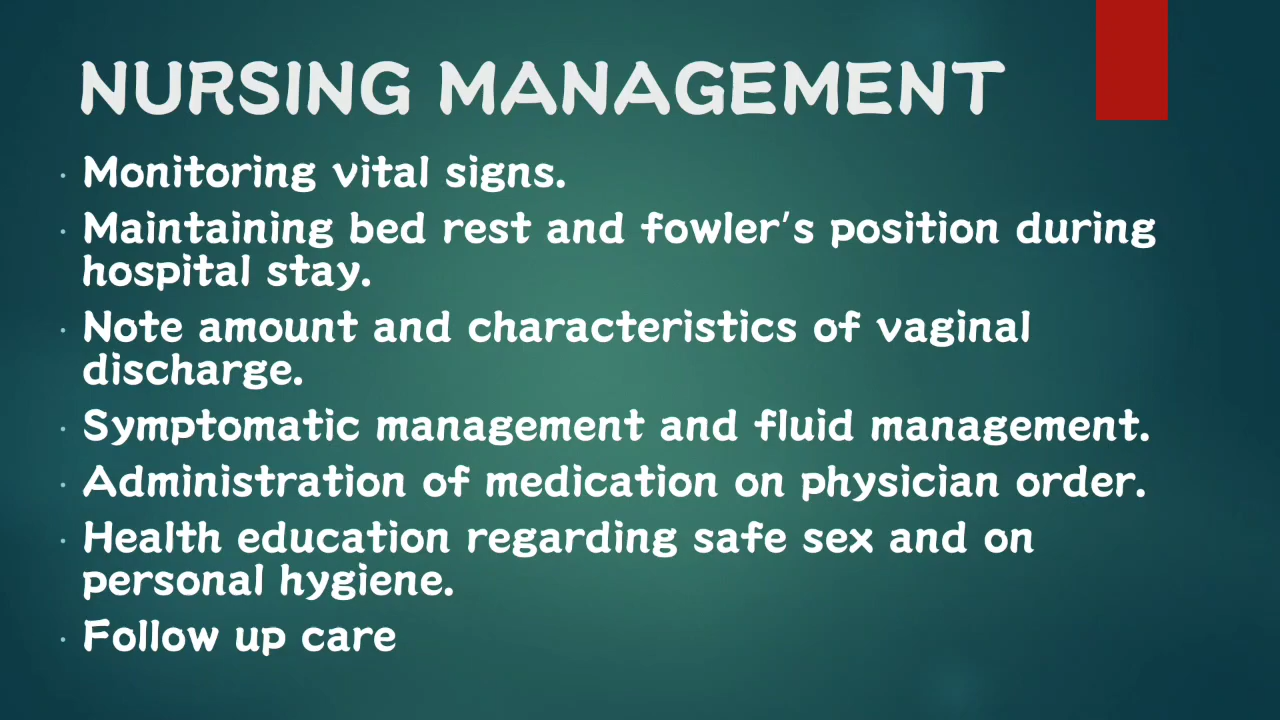 NURSING MANAGEMENT
· Monitoring vital signs.
· Maintaining bed rest and fowler's position during
hospital stay.
· Note amount and characteristics of vaginal
discharge.
· Symptomatic management and fluid management.
· Administration of medication on physician order.
· Health education regarding safe sex and on
personal hygiene.
· Follow up care